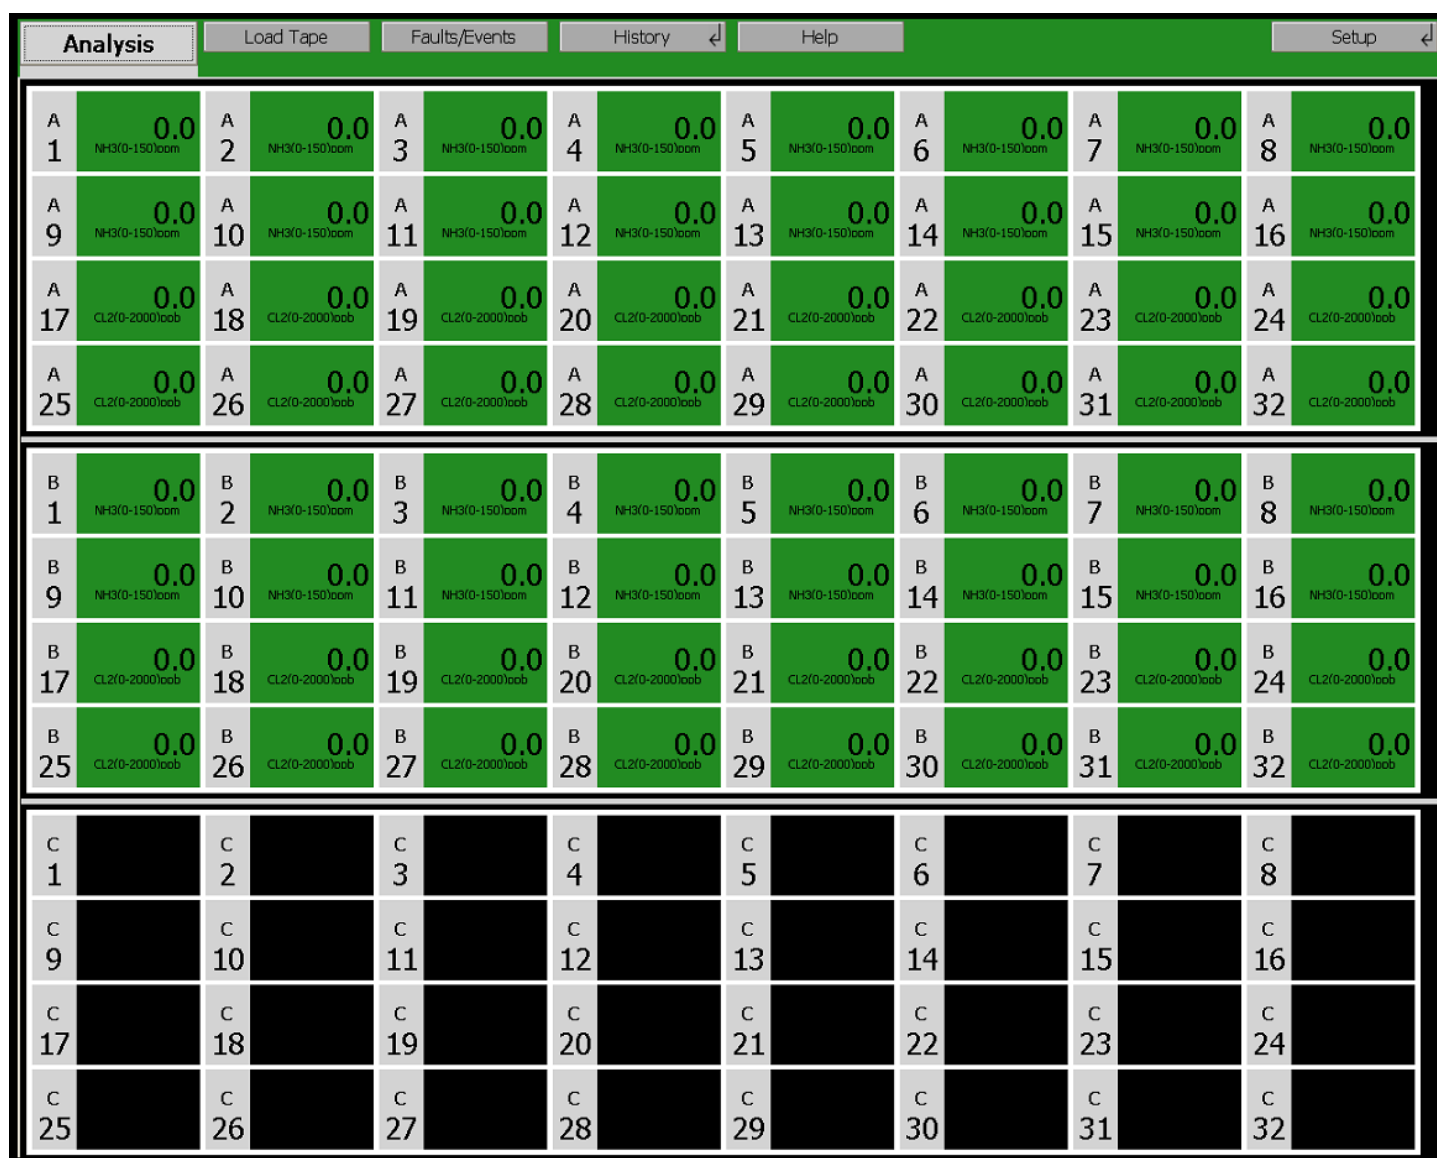 Analysis Load Tape Faults/Events History Help Setup
A A A A A A A A
0.0 0.0 0.0 0.0 0.0 0.0 0.0 0.0
1 NH3(0-150)ppm 2 NH3(0-150)ppm 3 NH3(0-150)ppm 4 NH3(0-150)ppm 5 NH3(0-150)ppm 6 NH3(0-150)ppm 7 NH3(0-150)ppm 8 NH3(0-150)ppm
A A A A A A A A
0.0 0.0 0.0 0.0 0.0 0.0 0.0 0.0
9 NH3(0-150)ppm 10 NH3(0-150)ppm 11 NH3(0-150)ppm 12 NH3(0-150)ppm 13 NH3(0-150)ppm 14 NH3(0-150)ppm 15 NH3(0-150)ppm 16 NH3(0-150)ppm
A A A A A A A A
0.0 0.0 0.0 0.0 0.0 0.0 0.0 0.0
17 CL2(0-2000)ppb 18 CL2(0-2000)ppb 19 CL2(0-2000)ppb 20 CL2(0-2000)ppb 21 CL2(0-2000)ppb 22 CL2(0-2000)ppb 23 CL2(0-2000)ppb 24 CL2(0-2000)ppb
A A A A A A A A
0.0 0.0 0.0 0.0 0.0 0.0 0.0 0.0
25 CL2(0-2000)ppb 26 CL2(0-2000)ppb 27 CL2(0-2000)ppb 28 CL2(0-2000)ppb 29 CL2(0-2000)ppb 30 CL2(0-2000)ppb 31 CL2(0-2000)ppb 32 CL2(0-2000)ppb
B B B B B B B B
0.0 0.0 0.0 0.0 0.0 0.0 0.0 0.0
1 NH3(0-150)ppm 2 NH3(0-150)ppm 3 NH3(0-150)ppm 4 NH3(0-150)ppm 5 NH3(0-150)ppm 6 NH3(0-150)ppm 7 NH3(0-150)ppm 8 NH3(0-150)ppm
B B B B B B B B
0.0 0.0 0.0 0.0 0.0 0.0 0.0 0.0
9 NH3(0-150)ppm 10 NH3(0-150)ppm 11 NH3(0-150)ppm 12 NH3(0-150)ppm 13 NH3(0-150)ppm 14 NH3(0-150)ppm 15 NH3(0-150)ppm 16 NH3(0-150)ppm
B B B B B B B B
0.0 0.0 0.0 0.0 0.0 0.0 0.0 0.0
17 CL2(0-2000)ppb 18 CL2(0-2000)ppb 19 CL2(0-2000)ppb 20 CL2(0-2000)ppb 21 CL2(0-2000)ppb 22 CL2(0-2000)ppb 23 CL2(0-2000)ppb 24 CL2(0-2000)ppb
B B B B B B B B
0.0 0.0 0.0 0.0 0.0 0.0 0.0 0.0
25 CL2(0-2000)ppb 26 CL2(0-2000)ppb 27 CL2(0-2000)ppb 28 CL2(0-2000)ppb 29 CL2(0-2000)ppb 30 CL2(0-2000)ppb 31 CL2(0-2000)ppb 32 CL2(0-2000)ppb
C C C C C C C C
1 2 3 4 5 6 7 8
C C C C C C C C
9 10 11 12 13 14 15 16
C C C C C C C C
17 18 19 20 21 22 23 24
C C C C C C C C
25 26 27 28 29 30 31 32